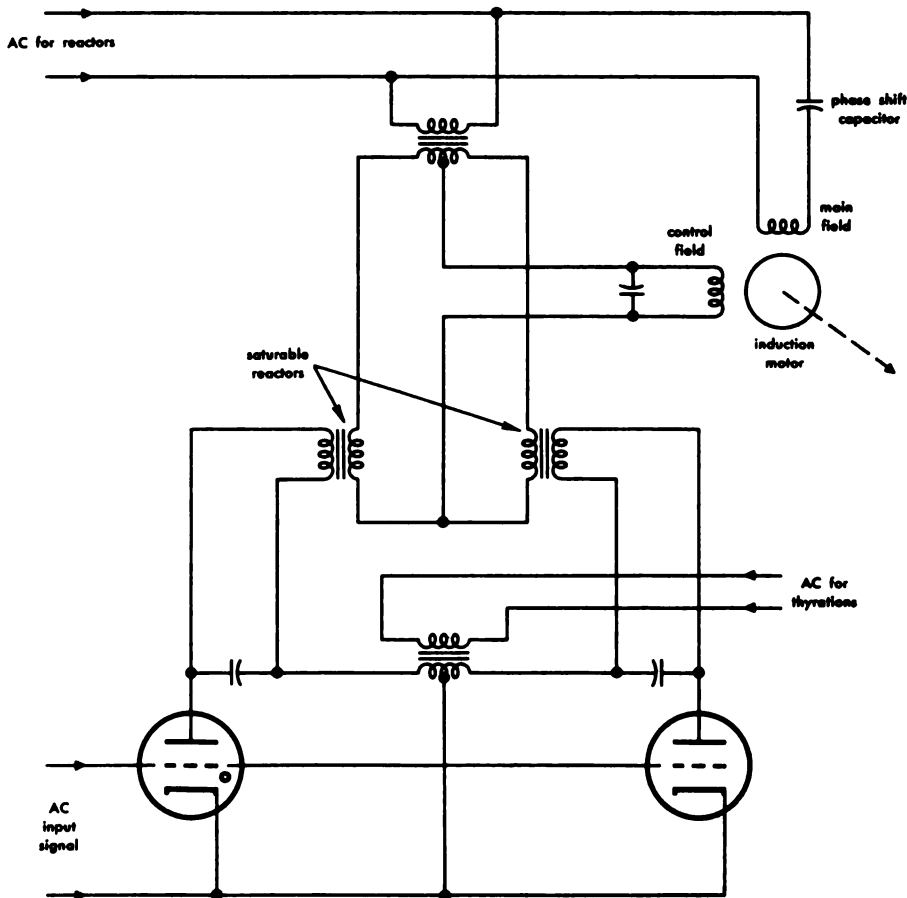 AC for reactors
phase shift
capacitor
main
field
control
field
induction
motor
saturable
reactors
AC for
thyrations
AC
input
signal